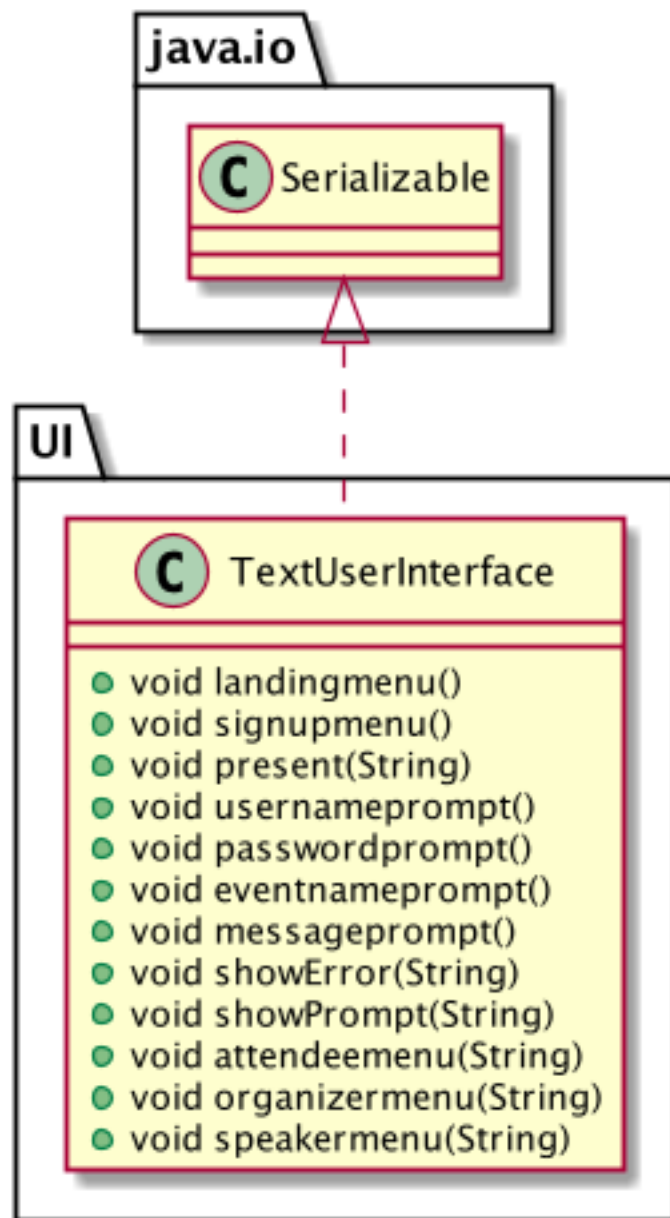 java.io
C Serializable
UI
C TextUserInterface
void landingmenu()
void signupmenu()
void present(String)
void usernameprompt()
void passwordprompt()
void eventnameprompt()
void messageprompt()
void showError(String)
void showPrompt(String)
void attendeemenu(String)
void organizermenu(String)
void speakermenu(String)